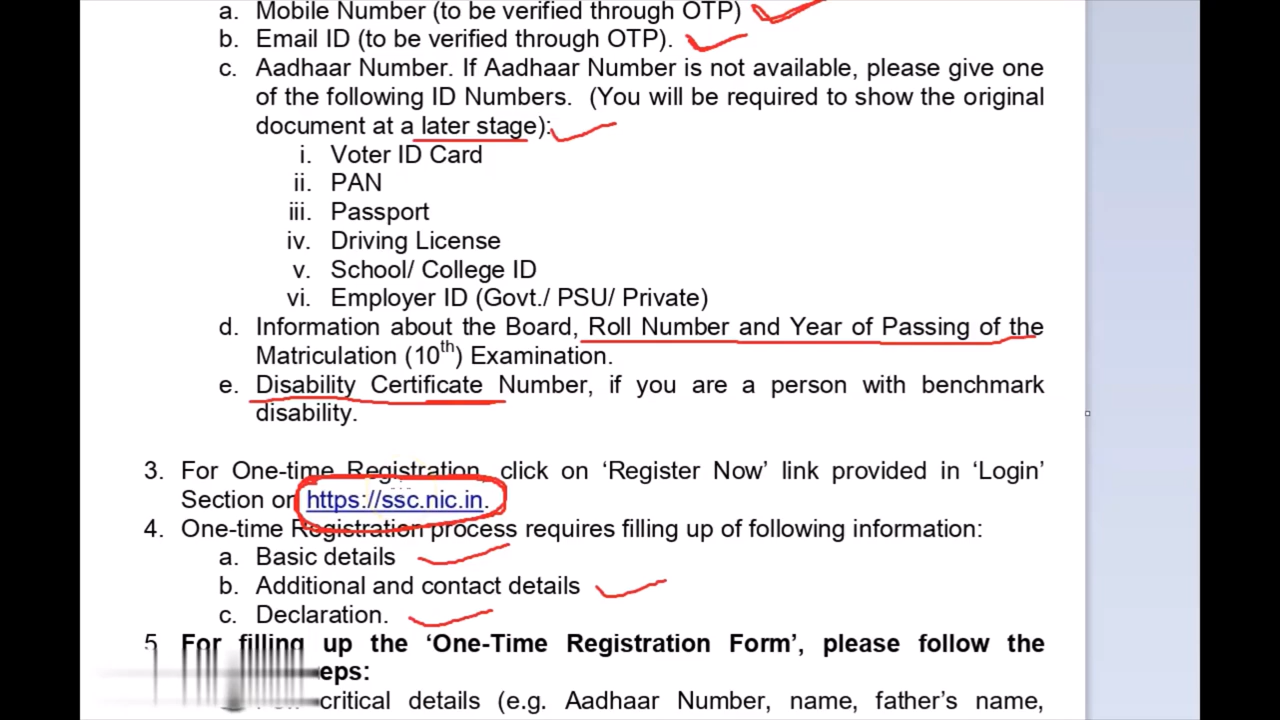 a. Mobile Number (to be verified through OTP)
b. Email ID (to be verified through OTP).
c. Aadhaar Number. If Aadhaar Number is not available, please give one
of the following ID Numbers. (You will be required to show the original
document at a later stage):
i. Voter ID Card
ii. PAN
iii. Passport
iv. Driving License
v. School/ College ID
vi. Employer ID (Govt./ PSU/ Private)
d. Information about the Board, Roll Number and Year of Passing of the
Matriculation (10th) Examination.
e. Disability Certificate Number, if you are a person with benchmark
disability.
3. For One-time Registration, click on ‘Register Now’ link provided in ‘Login’
Section on https://ssc.nic.in.
4. One-time Registration process requires filling up of following information:
a. Basic details
b. Additional and contact details
c. Declaration.
5 For filling up the ‘One-Time Registration Form’, please follow the
eps:
critical details (e.g. Aadhaar Number, name, father’s name,